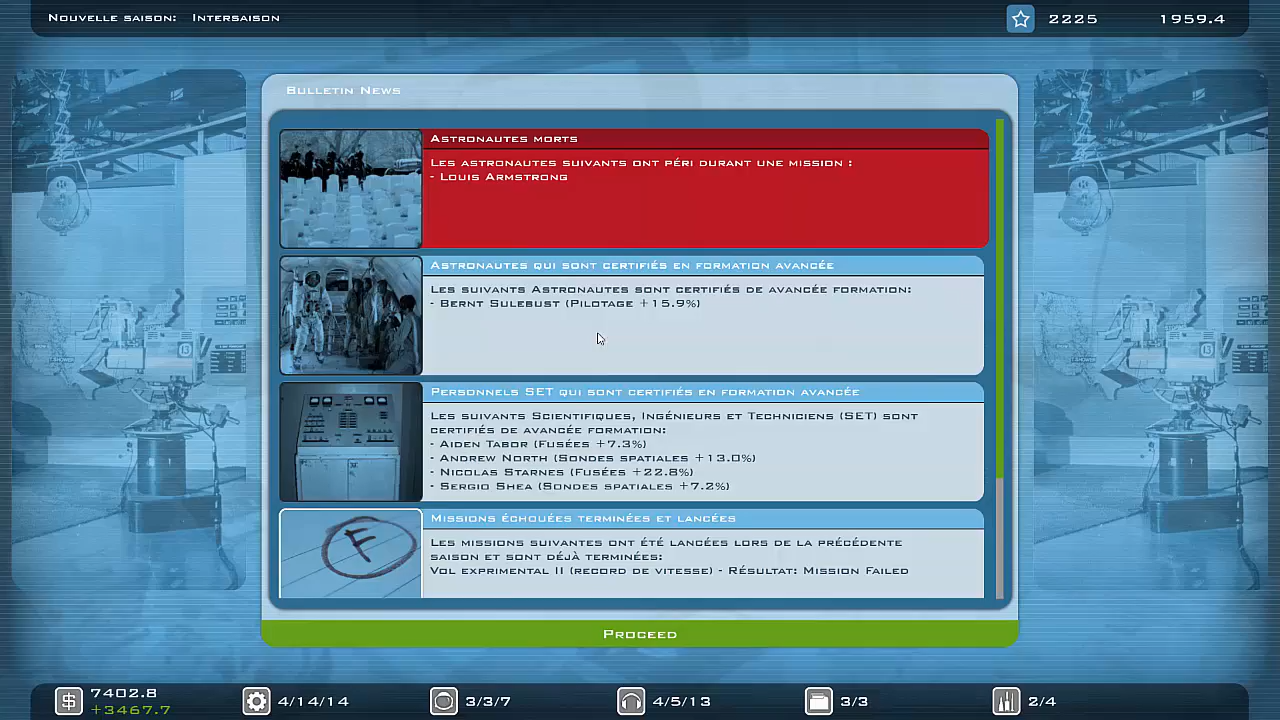 Nouvelle saison: Intersaison
2225
1959.4
Bulletin News
Astronautes morts
Les astronautes suivants ont péri durant une mission :
- Louis Armstrong
Astronautes qui sont certifiés en formation avancée
Les suivants Astronautes sont certifiés de avancée formation:
- Bernt Sulebust (Pilotage +15.9%)
Personnels SET qui sont certifiés en formation avancée
Les suivants Scientifiques, Ingénieurs et Techniciens (SET) sont
certifiés de avancée formation:
- Aiden Tabor (Fusées +7.3%)
- Andrew North (Sondes spatiales +13.0%)
- Nicolas Starnes (Fusées +22.8%)
- Sergio Shea (Sondes spatiales +7.2%)
Missions échouées terminées et lancées
Les missions suivantes ont été lancées lors de la précédente
saison et sont déjà terminées:
Vol exprimental II (record de vitesse) - Résultat: Mission Failed
Proceed
7402.8
+3467.7
4/14/14
3/3/7
4/5/13
3/3
2/4